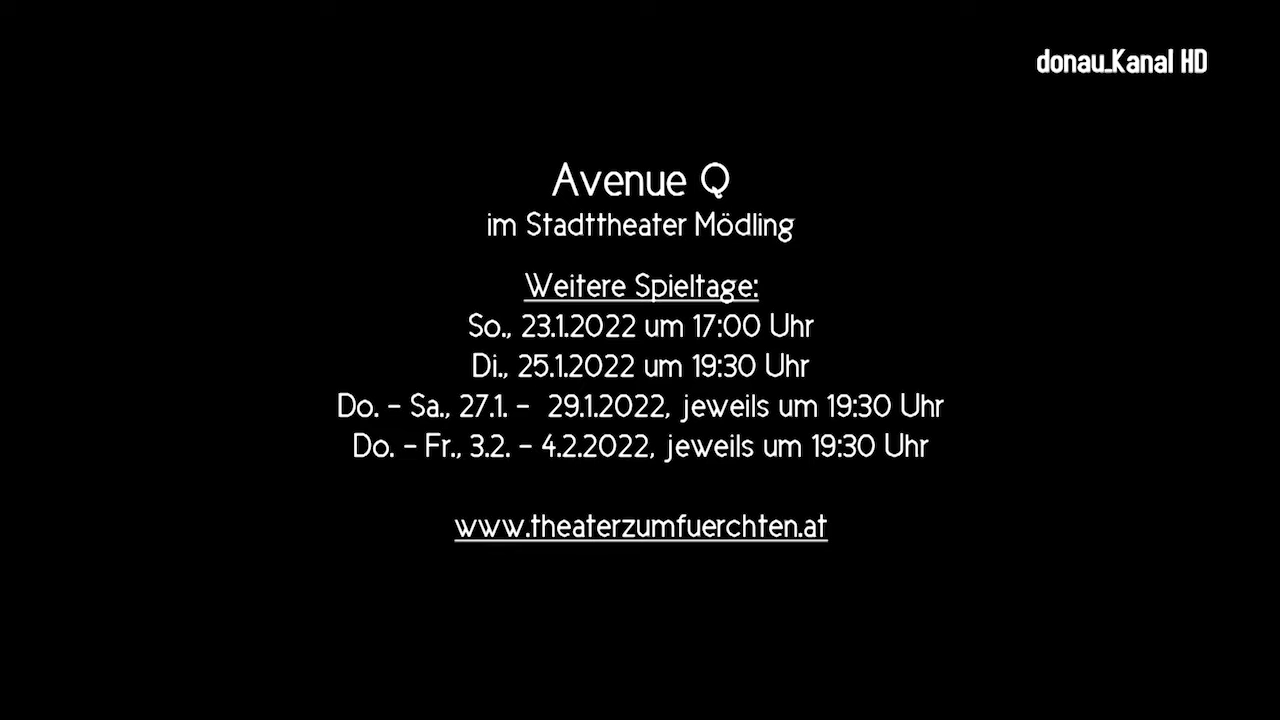 donau_Kanal HD
Avenue Q
im Stadttheater Mödling
Weitere Spieltage:
So., 23.1.2022 um 17:00 Uhr
Di., 25.1.2022 um 19:30 Uhr
Do. - Sa., 27.1. - 29.1.2022, jeweils um 19:30 Uhr
Do. - Fr., 3.2. - 4.2.2022, jeweils um 19:30 Uhr
www.theaterzumfuerchten.at